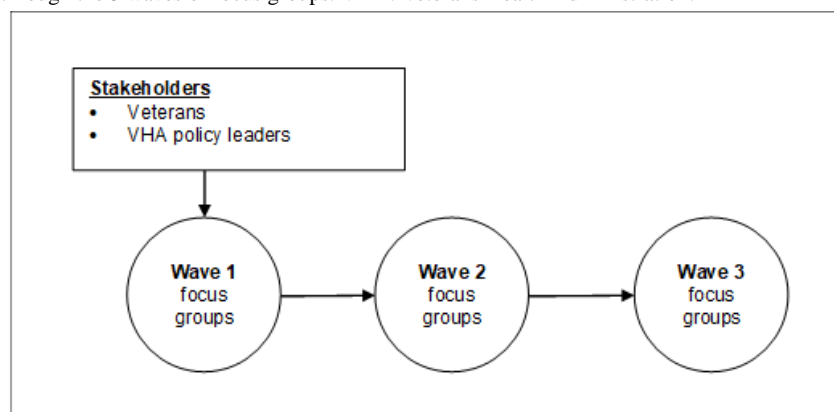 Stakeholders
• Veterans
• VHA policy leaders
Wave 1
focus
groups
Wave 2
focus
groups
Wave 3
focus
groups